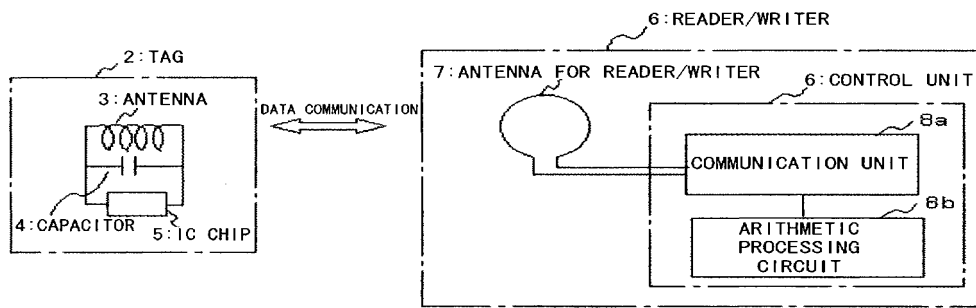 6:READER/WRITER
2:TAG
7:ANTENNA FOR READER/WRITER
3:ANTENNA
6:CONTROL UNIT
DATA COMMUNICATION
8a
COMMUNICATION UNIT
4:CAPACITOR
5:IC CHIP
8b
ARITHMETIC
PROCESSING
CIRCUIT